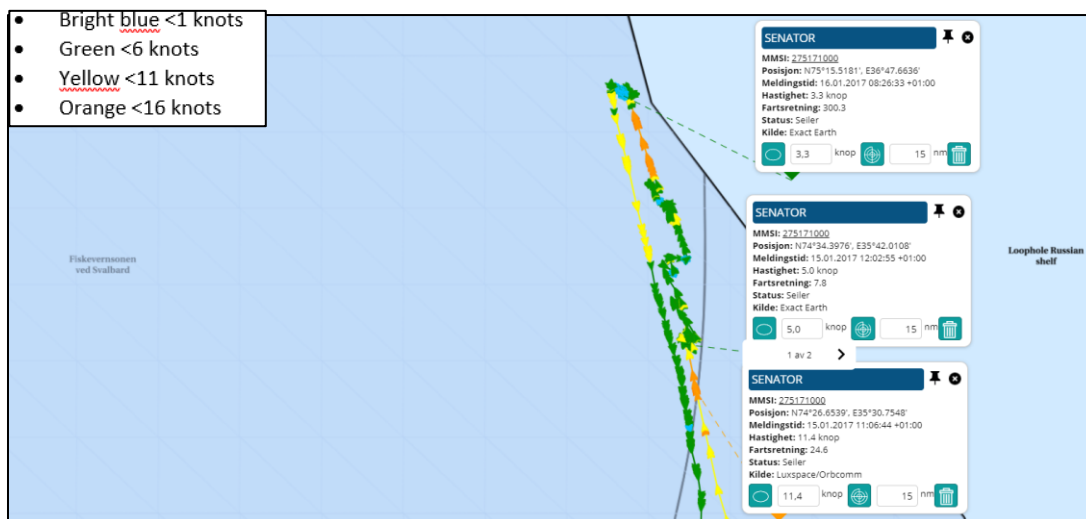 • Bright blue <1 knots
• Green <6 knots
• Yellow <11 knots
• Orange <16 knots
Fiskevernsonen
ved Svalbard
Loophole Russian
shelf
SENATOR
MMSI: 275171000
Posisjon: N75°15.5181', E36°47.6636'
Meldingstid: 16.01.2017 08:26:33 +01:00
Hastighet: 3.3 knop
Fartsretning: 300.3
Status: Seiler
Kilde: Exact Earth
3,3 knop 15 nm
SENATOR
MMSI: 275171000
Posisjon: N74°34.3976', E35°42.0108'
Meldingstid: 15.01.2017 12:02:55 +01:00
Hastighet: 5.0 knop
Fartsretning: 7.8
Status: Seiler
Kilde: Exact Earth
5,0 knop 15 nm
1 av 2
SENATOR
MMSI: 275171000
Posisjon: N74°26.6539', E35°30.7548'
Meldingstid: 15.01.2017 11:06:44 +01:00
Hastighet: 11.4 knop
Fartsretning: 24.6
Status: Seiler
Kilde: Luxspace/Orbcomm
11,4 knop 15 nm